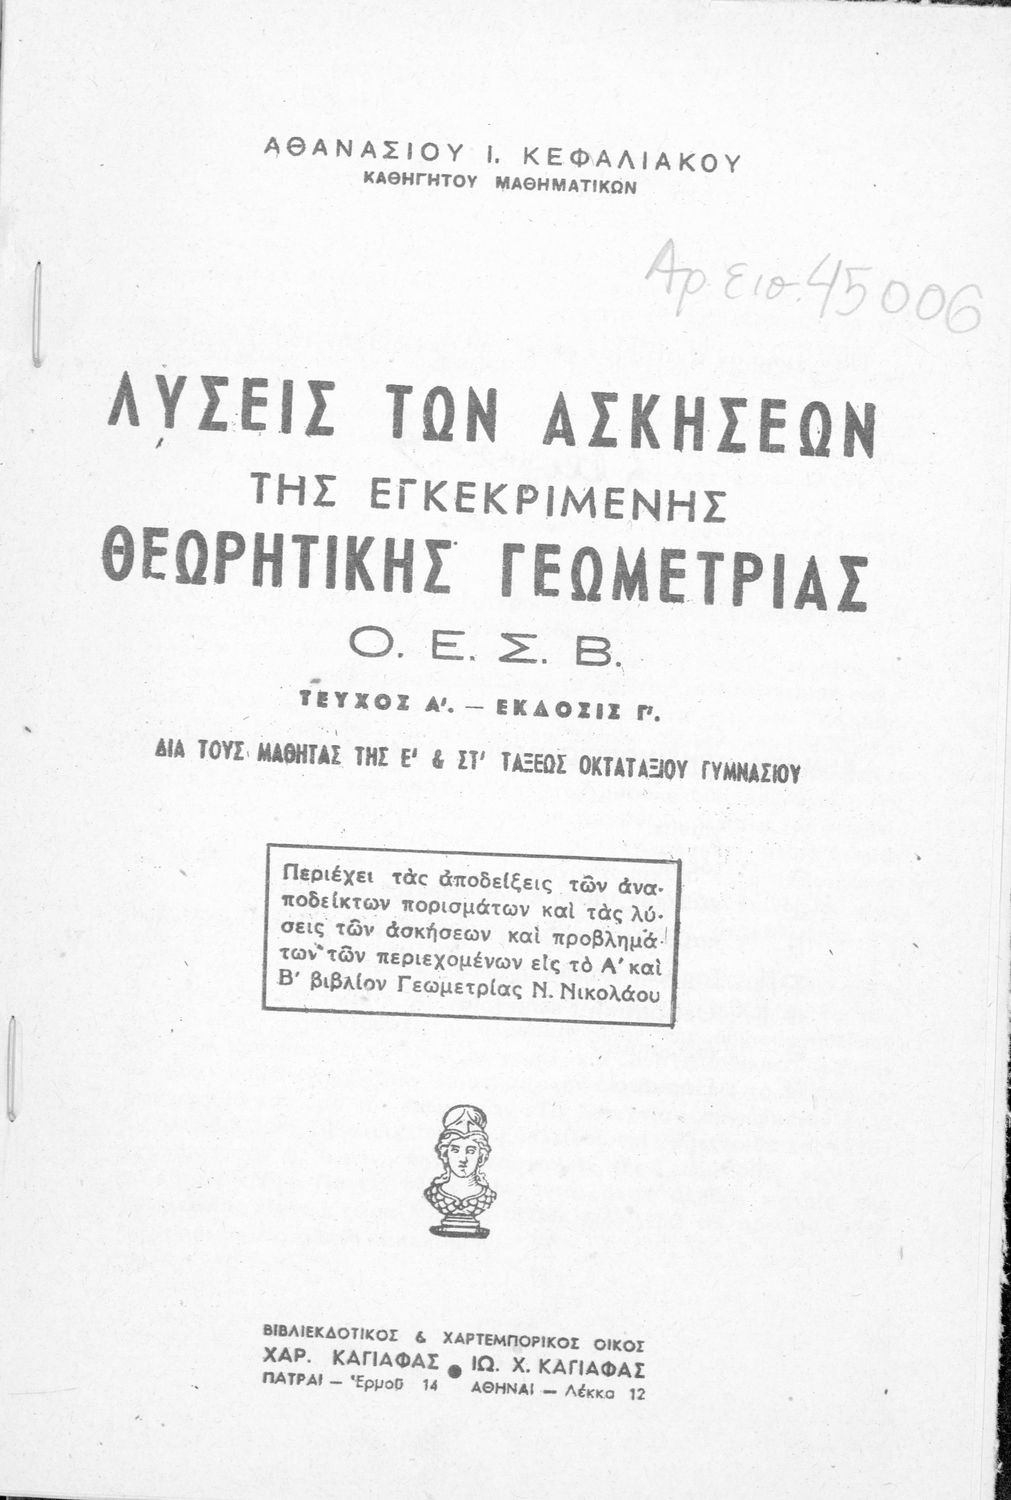 ΑΘΑΝΑΣΙΟΥ Ι. ΚΕΦΑΛΙΑΚΟΥ
ΚΑΘΗΓΗΤΟΥ ΜΑΘΗΜΑΤΙΚΩΝ
Αρ. Εισ. 45006
ΛΥΣΕΙΣ ΤΩΝ ΑΣΚΗΣΕΩΝ
ΤΗΣ ΕΓΚΕΚΡΙΜΕΝΗΣ
ΘΕΩΡΗΤΙΚΗΣ ΓΕΩΜΕΤΡΙΑΣ
Ο. Ε. Σ. Β.
ΤΕΥΧΟΣ Α'. — ΕΚΔΟΣΙΣ Γ'.
ΔΙΑ ΤΟΥΣ ΜΑΘΗΤΑΣ ΤΗΣ Ε' & ΣΤ' ΤΑΞΕΩΣ ΟΚΤΑΤΑΞΙΟΥ ΓΥΜΝΑΣΙΟΥ
Περιέχει τὰς ἀποδείξεις τῶν ἀνα-
ποδείκτων πορισμάτων καὶ τὰς λύ-
σεις τῶν ἀσκήσεων καὶ προβλημά-
των τῶν περιεχομένων εἰς τὸ Α' καὶ
Β' βιβλίον Γεωμετρίας Ν. Νικολάου
ΒΙΒΛΙΕΚΔΟΤΙΚΟΣ & ΧΑΡΤΕΜΠΟΡΙΚΟΣ ΟΙΚΟΣ
ΧΑΡ. ΚΑΓΙΑΦΑΣ ● ΙΩ. Χ. ΚΑΓΙΑΦΑΣ
ΠΑΤΡΑΙ — Ἑρμοῦ 14 ΑΘΗΝΑΙ — Λέκκα 12